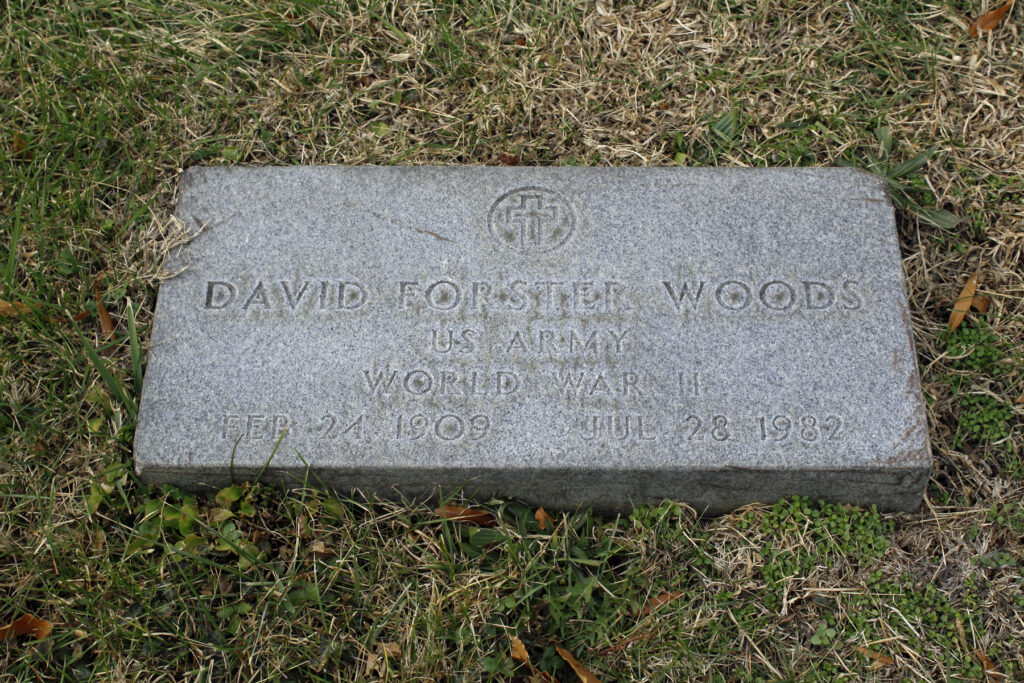 DAVID FORSTER WOODS
US ARMY
WORLD WAR II
FEB 24 1909 JUL 28 1982